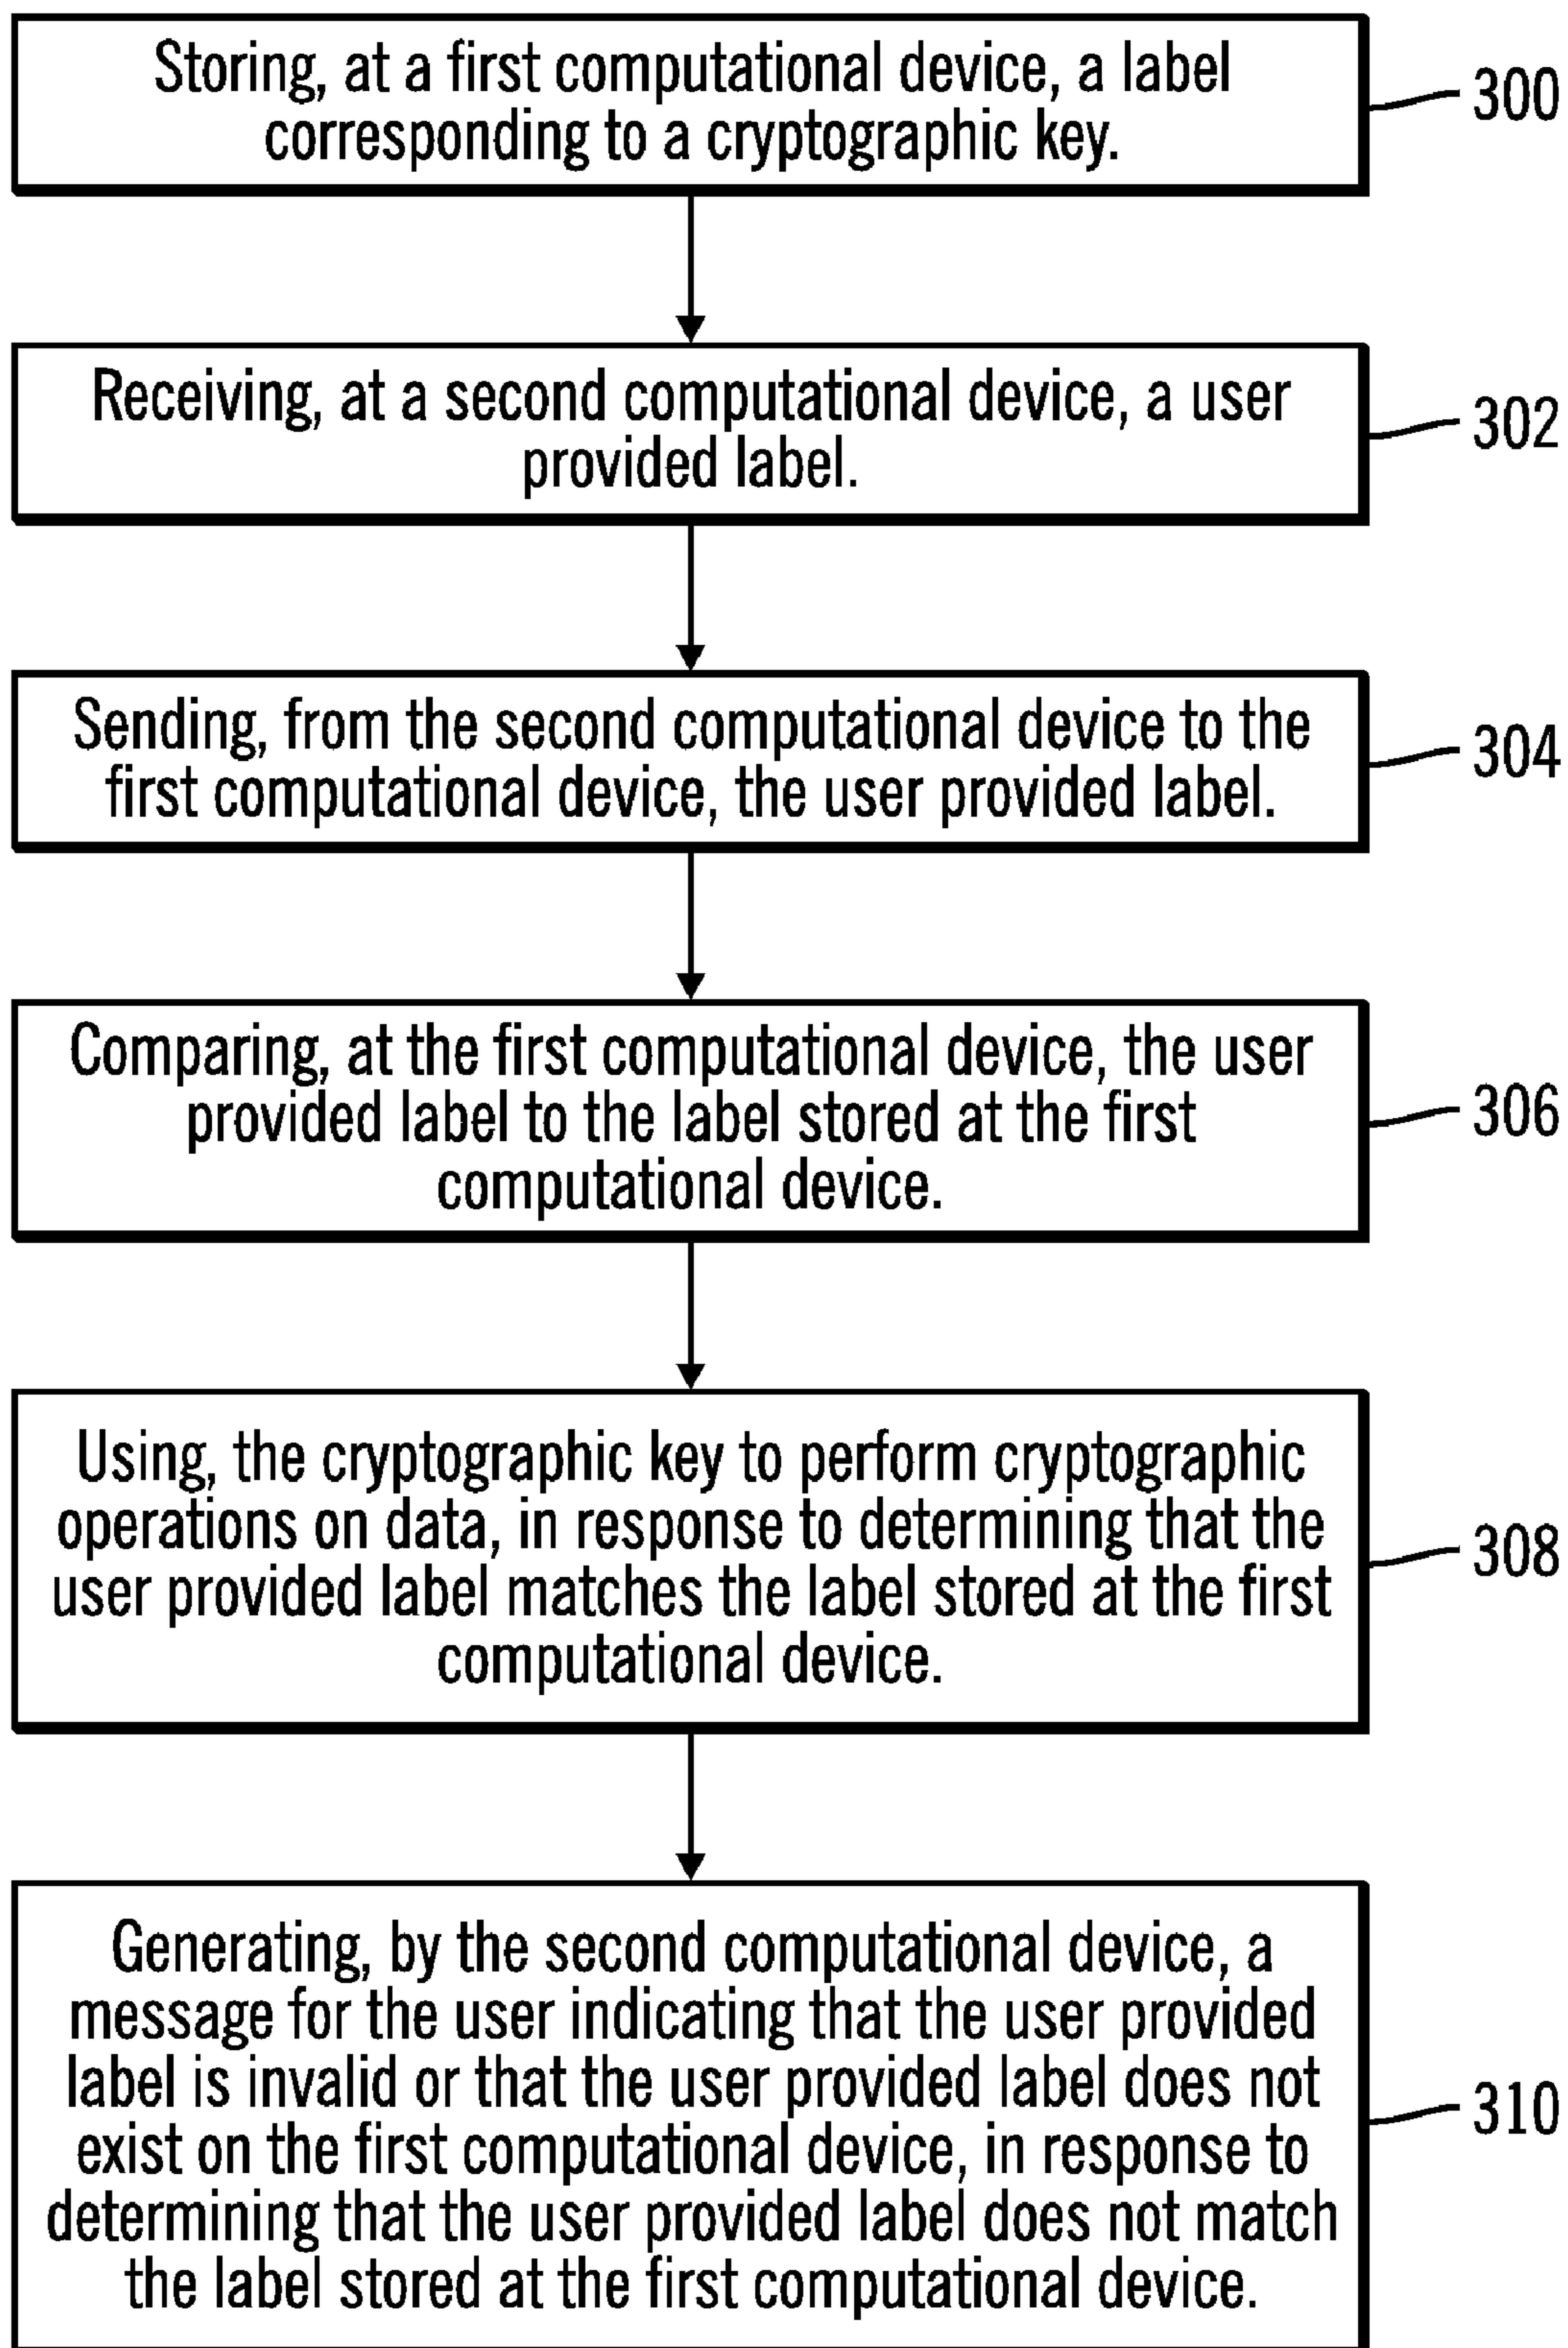 Storing, at a first computational device, a label
corresponding to a cryptographic key.
300
Receiving, at a second computational device, a user
provided label.
302
Sending, from the second computational device to the
first computational device, the user provided label.
304
Comparing, at the first computational device, the user
provided label to the label stored at the first
computational device.
306
Using, the cryptographic key to perform cryptographic
operations on data, in response to determining that the
user provided label matches the label stored at the first
computational device.
308
Generating, by the second computational device, a
message for the user indicating that the user provided
label is invalid or that the user provided label does not
exist on the first computational device, in response to
determining that the user provided label does not match
the label stored at the first computational device.
310